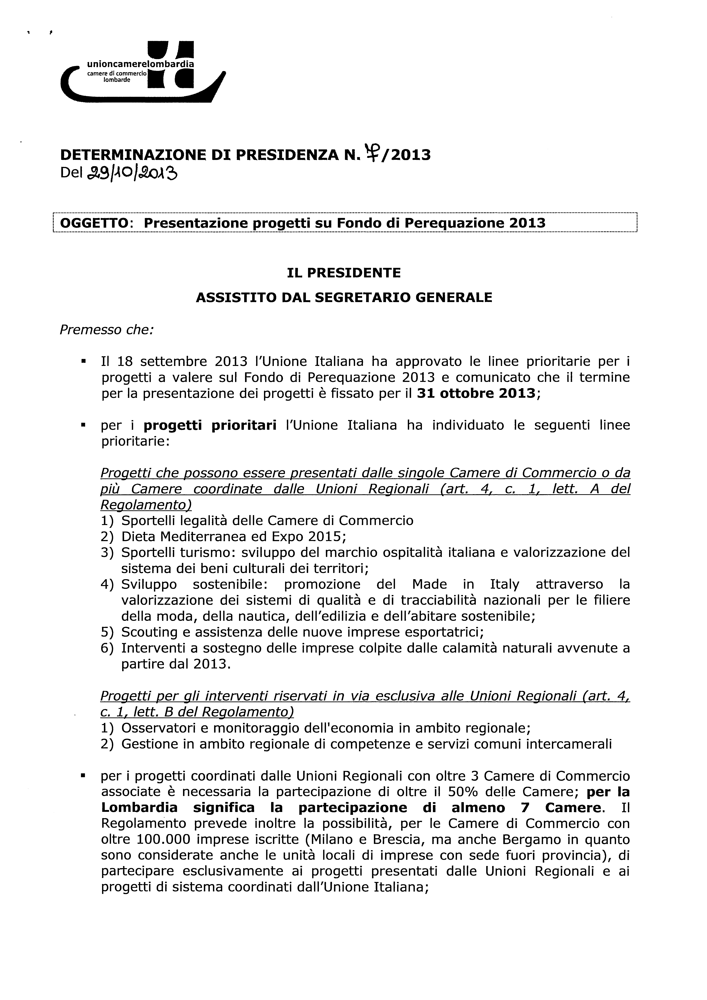 unioncamerelombardia
camere di commercio
lombarde
DETERMINAZIONE DI PRESIDENZA N. 7/2013
Del 29/10/2013
OGGETTO: Presentazione progetti su Fondo di Perequazione 2013
IL PRESIDENTE
ASSISTITO DAL SEGRETARIO GENERALE
Premesso che:
▪ Il 18 settembre 2013 l'Unione Italiana ha approvato le linee prioritarie per i
progetti a valere sul Fondo di Perequazione 2013 e comunicato che il termine
per la presentazione dei progetti è fissato per il 31 ottobre 2013;
▪ per i progetti prioritari l'Unione Italiana ha individuato le seguenti linee
prioritarie:
Progetti che possono essere presentati dalle singole Camere di Commercio o da
più Camere coordinate dalle Unioni Regionali (art. 4, c. 1, lett. A del
Regolamento)
1) Sportelli legalità delle Camere di Commercio
2) Dieta Mediterranea ed Expo 2015;
3) Sportelli turismo: sviluppo del marchio ospitalità italiana e valorizzazione del
sistema dei beni culturali dei territori;
4) Sviluppo sostenibile: promozione del Made in Italy attraverso la
valorizzazione dei sistemi di qualità e di tracciabilità nazionali per le filiere
della moda, della nautica, dell'edilizia e dell'abitare sostenibile;
5) Scouting e assistenza delle nuove imprese esportatrici;
6) Interventi a sostegno delle imprese colpite dalle calamità naturali avvenute a
partire dal 2013.
Progetti per gli interventi riservati in via esclusiva alle Unioni Regionali (art. 4,
c. 1, lett. B del Regolamento)
1) Osservatori e monitoraggio dell'economia in ambito regionale;
2) Gestione in ambito regionale di competenze e servizi comuni intercamerali
▪ per i progetti coordinati dalle Unioni Regionali con oltre 3 Camere di Commercio
associate è necessaria la partecipazione di oltre il 50% delle Camere; per la
Lombardia significa la partecipazione di almeno 7 Camere. Il
Regolamento prevede inoltre la possibilità, per le Camere di Commercio con
oltre 100.000 imprese iscritte (Milano e Brescia, ma anche Bergamo in quanto
sono considerate anche le unità locali di imprese con sede fuori provincia), di
partecipare esclusivamente ai progetti presentati dalle Unioni Regionali e ai
progetti di sistema coordinati dall'Unione Italiana;